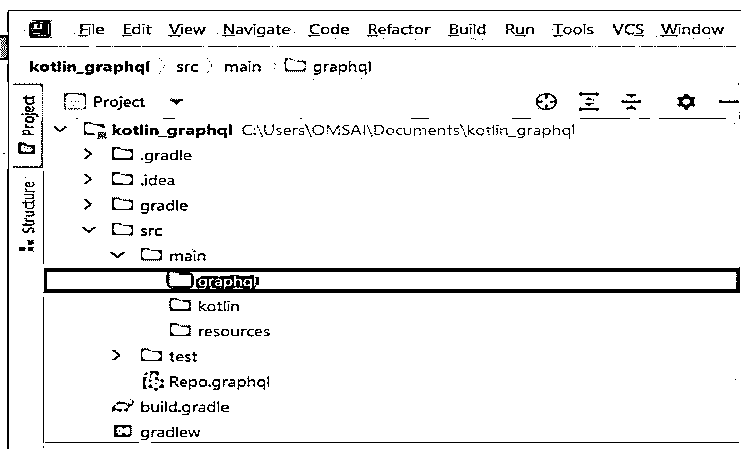 File Edit View Navigate Code Refactor Build Run Tools VCS Window
kotlin_graphql src main graphql
Project
Project
Structure
kotlin_graphql C:\Users\OMSAI\Documents\kotlin_graphql
.gradle
.idea
gradle
src
main
graphql
kotlin
resources
test
Repo.graphql
build.gradle
gradlew